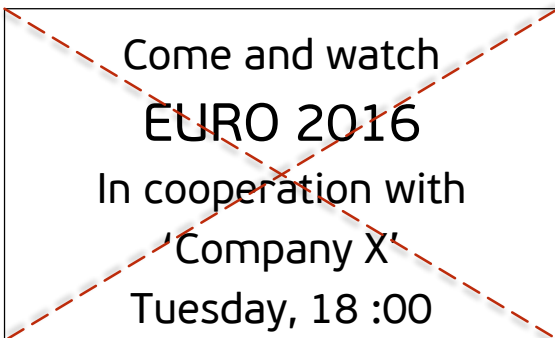 Come and watch
EURO 2016
In cooperation with
‘Company X’
Tuesday, 18 :00